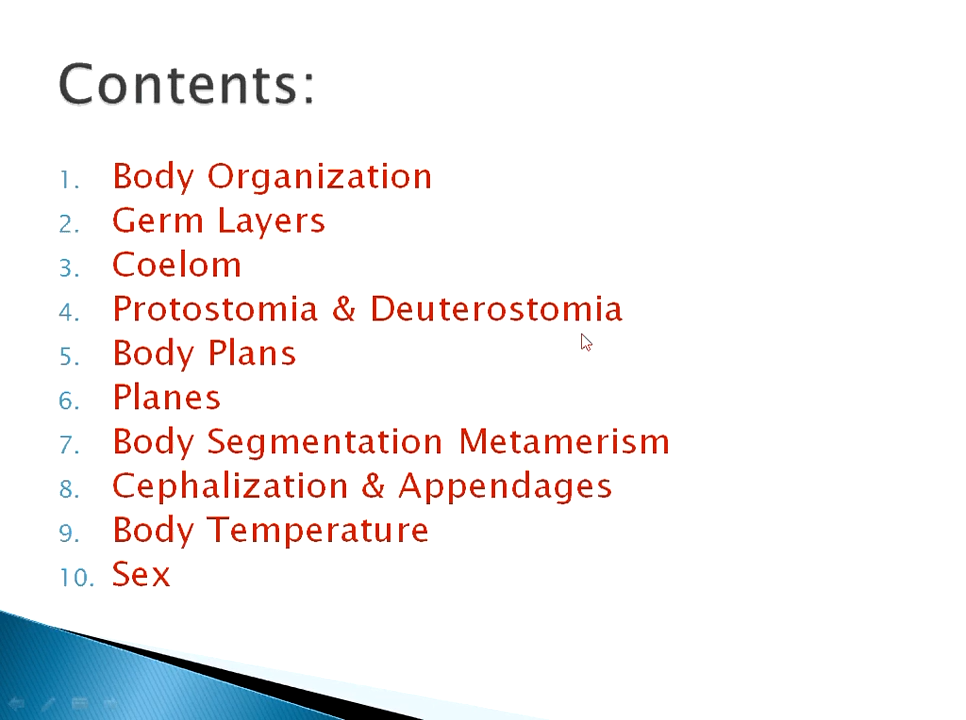 Contents:
1. Body Organization
2. Germ Layers
3. Coelom
4. Protostomia & Deuterostomia
5. Body Plans
6. Planes
7. Body Segmentation Metamerism
8. Cephalization & Appendages
9. Body Temperature
10. Sex